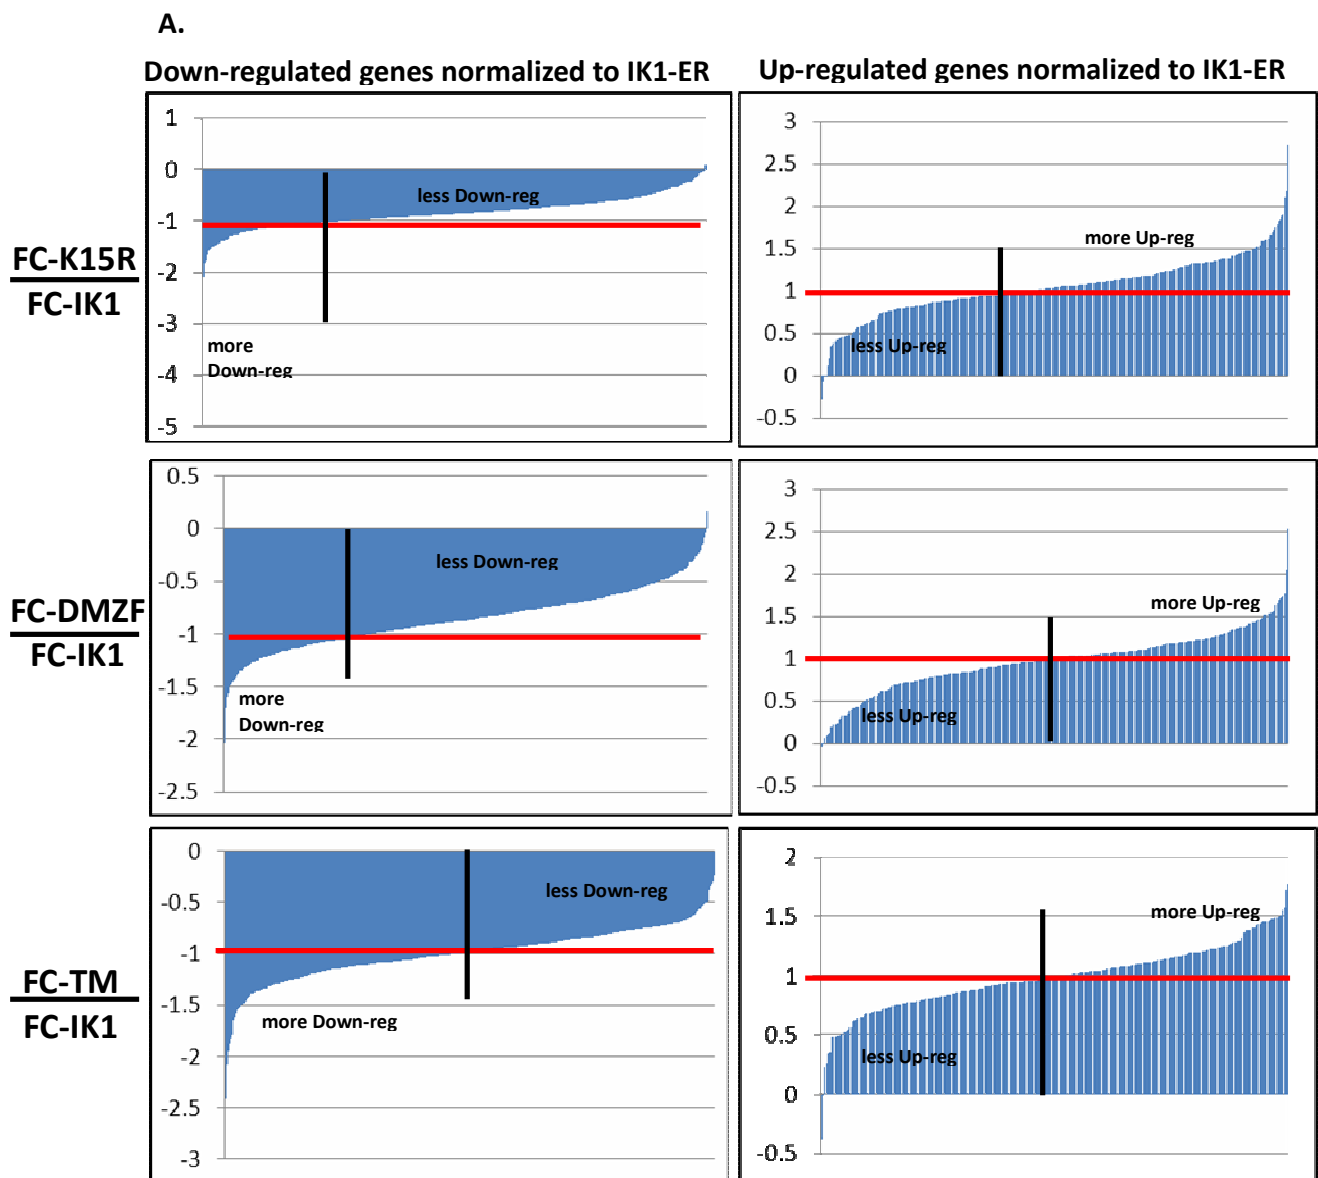 A.
Down-regulated genes normalized to IK1-ER
Up-regulated genes normalized to IK1-ER
FC-K15R
FC-IK1
1
0
-1
-2
-3
-4
-5
less Down-reg
more
Down-reg
3
2.5
2
1.5
1
0.5
0
-0.5
more Up-reg
less Up-reg
FC-DMZF
FC-IK1
0.5
0
-0.5
-1
-1.5
-2
-2.5
less Down-reg
more
Down-reg
3
2.5
2
1.5
1
0.5
0
-0.5
more Up-reg
less Up-reg
FC-TM
FC-IK1
0
-0.5
-1
-1.5
-2
-2.5
-3
less Down-reg
more Down-reg
2
1.5
1
0.5
0
-0.5
more Up-reg
less Up-reg